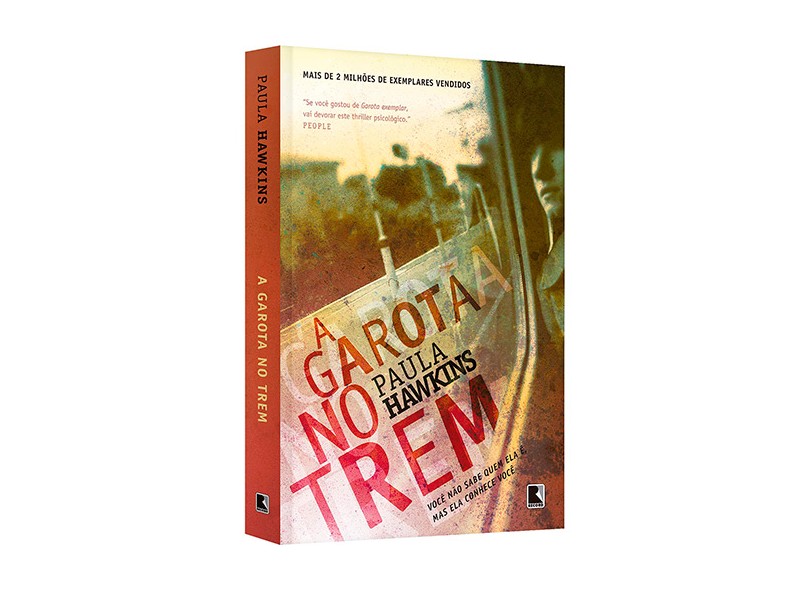 PAULA HAWKINS
A GAROTA NO TREM
RECORD
MAIS DE 2 MILHÕES DE EXEMPLARES VENDIDOS
"Se você gostou de Garota exemplar,
vai devorar este thriller psicológico."
PEOPLE
A
GAROTA
NO
PAULA
HAWKINS
TREM
VOCÊ NÃO SABE QUEM ELA É,
MAS ELA CONHECE VOCÊ.
RECORD